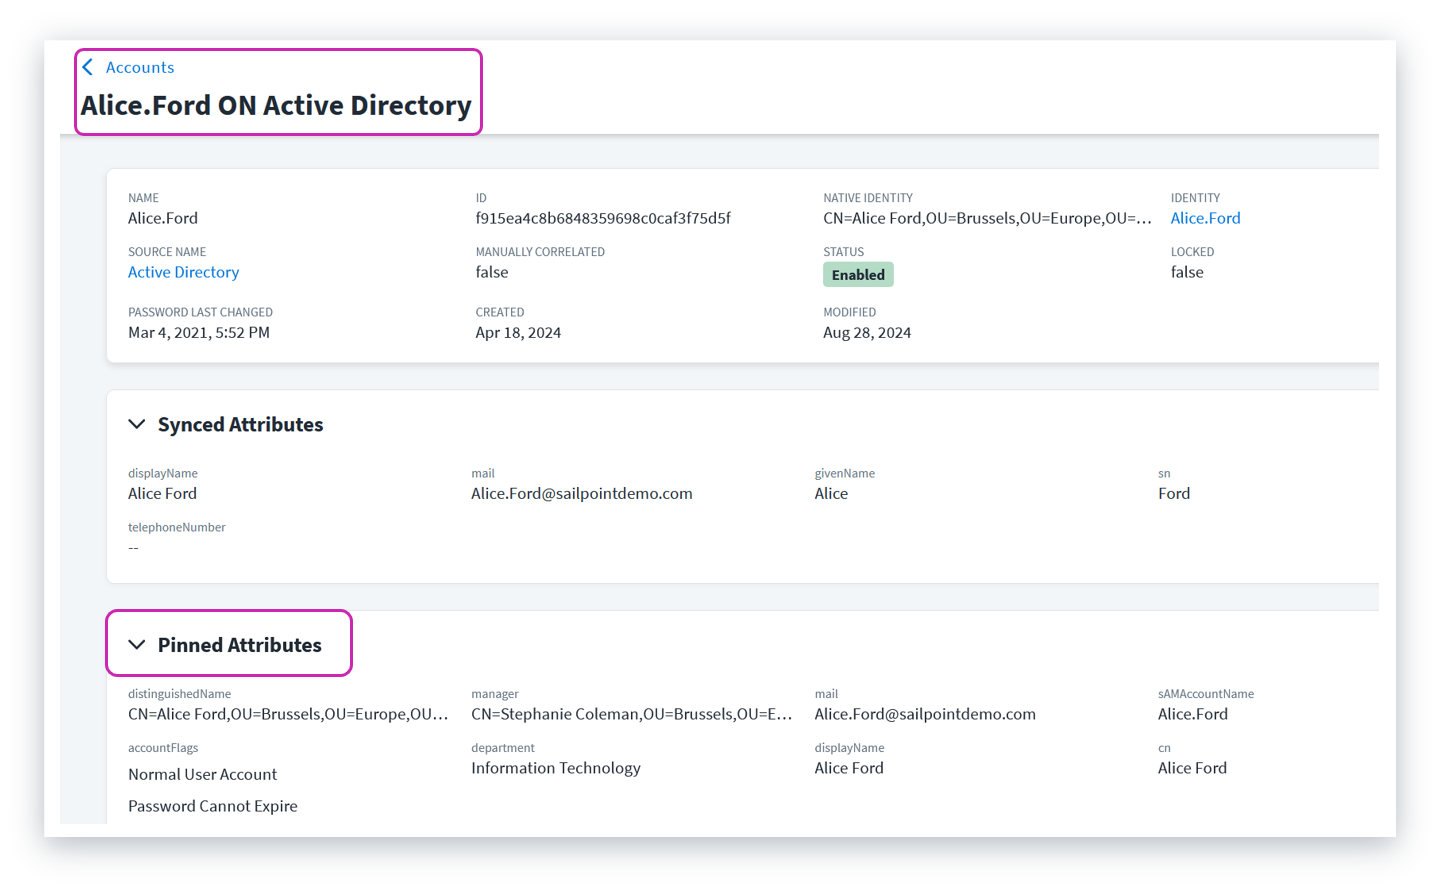 Accounts
Alice.Ford ON Active Directory
NAME
Alice.Ford
ID
f915ea4c8b6848359698c0caf3f75d5f
NATIVE IDENTITY
CN=Alice Ford,OU=Brussels,OU=Europe,OU=...
IDENTITY
Alice.Ford
SOURCE NAME
Active Directory
MANUALLY CORRELATED
false
STATUS
Enabled
LOCKED
false
PASSWORD LAST CHANGED
Mar 4, 2021, 5:52 PM
CREATED
Apr 18, 2024
MODIFIED
Aug 28, 2024
Synced Attributes
displayName
Alice Ford
mail
Alice.Ford@sailpointdemo.com
givenName
Alice
sn
Ford
telephoneNumber
--
Pinned Attributes
distinguishedName
CN=Alice Ford,OU=Brussels,OU=Europe,OU...
manager
CN=Stephanie Coleman,OU=Brussels,OU=E...
mail
Alice.Ford@sailpointdemo.com
sAMAccountName
Alice.Ford
accountFlags
Normal User Account
Password Cannot Expire
department
Information Technology
displayName
Alice Ford
cn
Alice Ford